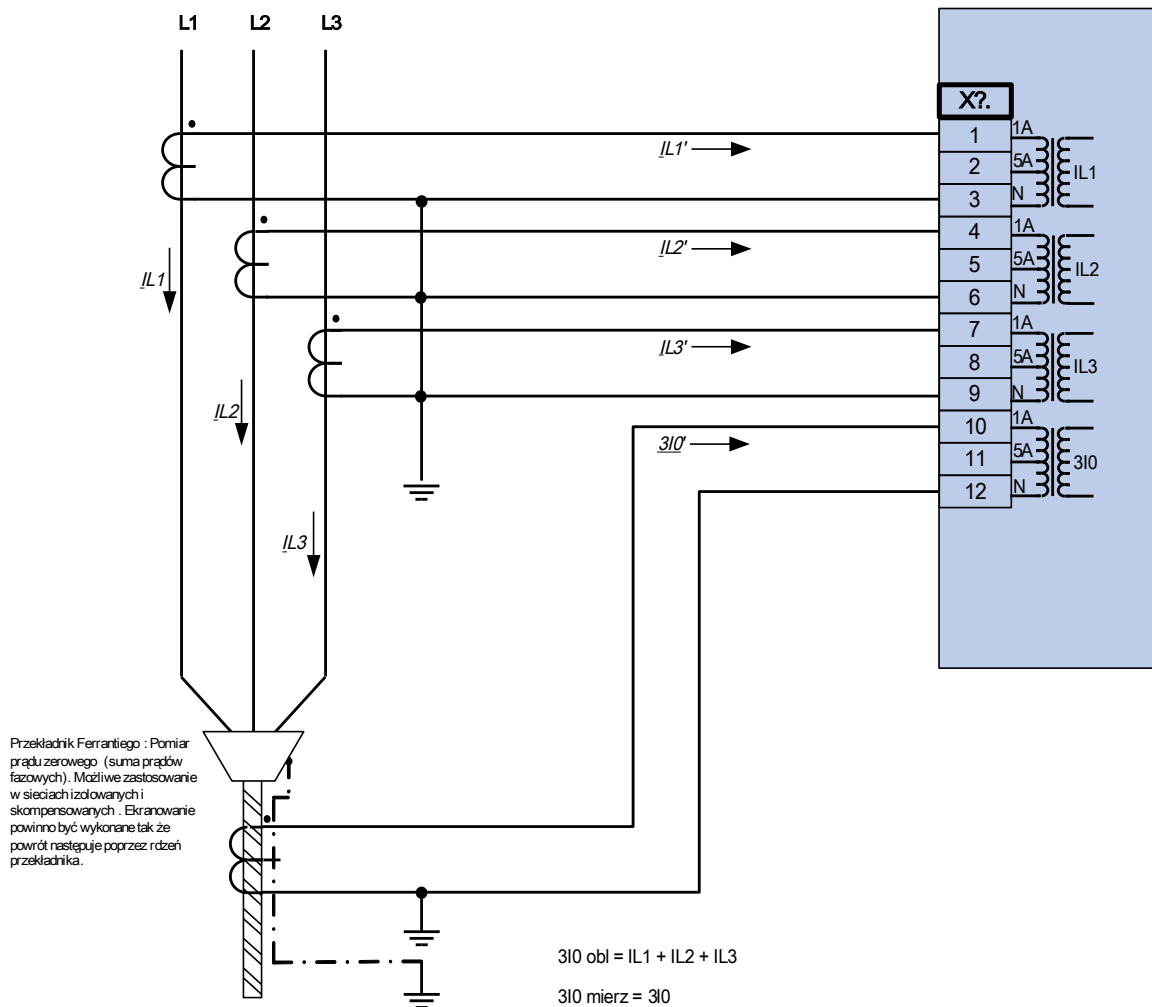 L1 L2 L3
X?.
1 1A
2 5A IL1
3 N
4 1A
5 5A IL2
6 N
7 1A
8 5A IL3
9 N
10 1A
11 5A 3I0
12 N
IL1'
IL2'
IL3'
3I0'
IL1
IL2
IL3
Przekładnik Ferrantiego : Pomiar
prądu zerowego (suma prądów
fazowych). Możliwe zastosowanie
w sieciach izolowanych i
skompensowanych . Ekranowanie
powinno być wykonane tak że
powrót następuje poprzez rdzeń
przekładnika.
3I0 obl = IL1 + IL2 + IL3
3I0 mierz = 3I0